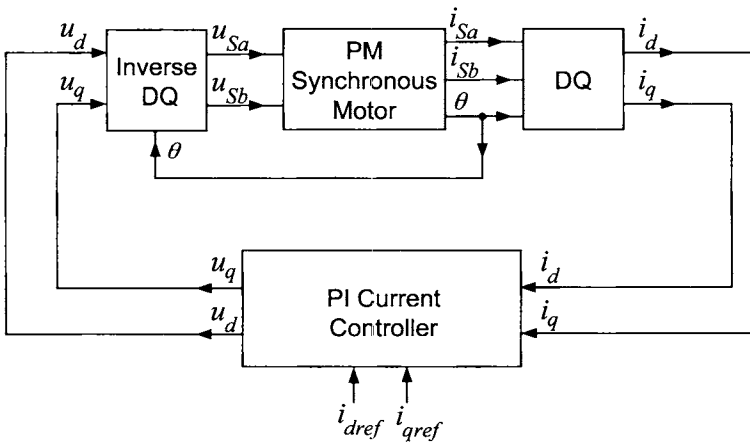 u_d
u_q
Inverse
DQ
θ
u_Sa
u_Sb
PM
Synchronous
Motor
i_Sa
i_Sb
θ
DQ
i_d
i_q
u_q
u_d
PI Current
Controller
i_d
i_q
i_dref
i_qref